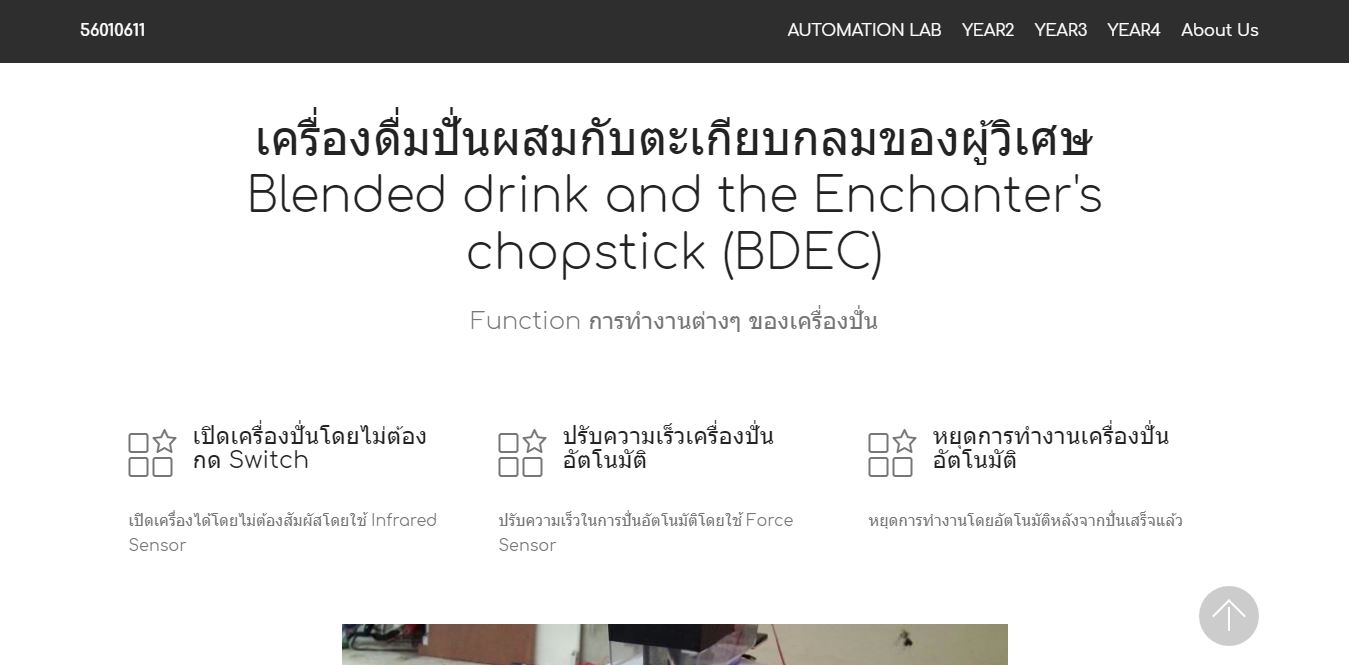 56010611
AUTOMATION LAB YEAR2 YEAR3 YEAR4 About Us
เครื่องดื่มปั่นผสมกับตะเกียบกลมของผู้วิเศษ
Blended drink and the Enchanter's
chopstick (BDEC)
Function การทำงานต่างๆ ของเครื่องปั่น
เปิดเครื่องปั่นโดยไม่ต้อง
กด Switch
เปิดเครื่องได้โดยไม่ต้องสัมผัสโดยใช้ Infrared
Sensor
ปรับความเร็วเครื่องปั่น
อัตโนมัติ
ปรับความเร็วในการปั่นอัตโนมัติโดยใช้ Force
Sensor
หยุดการทำงานเครื่องปั่น
อัตโนมัติ
หยุดการทำงานโดยอัตโนมัติหลังจากปั่นเสร็จแล้ว